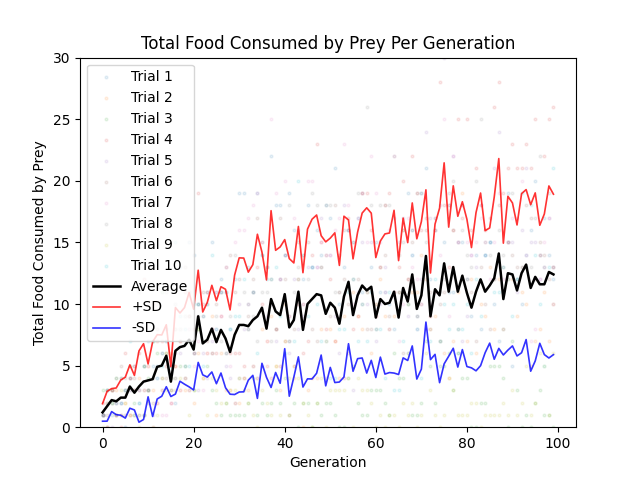 Total Food Consumed by Prey Per Generation
Total Food Consumed by Prey
30
25
20
15
10
5
0
Trial 1
Trial 2
Trial 3
Trial 4
Trial 5
Trial 6
Trial 7
Trial 8
Trial 9
Trial 10
Average
+SD
-SD
0 20 40 60 80 100
Generation